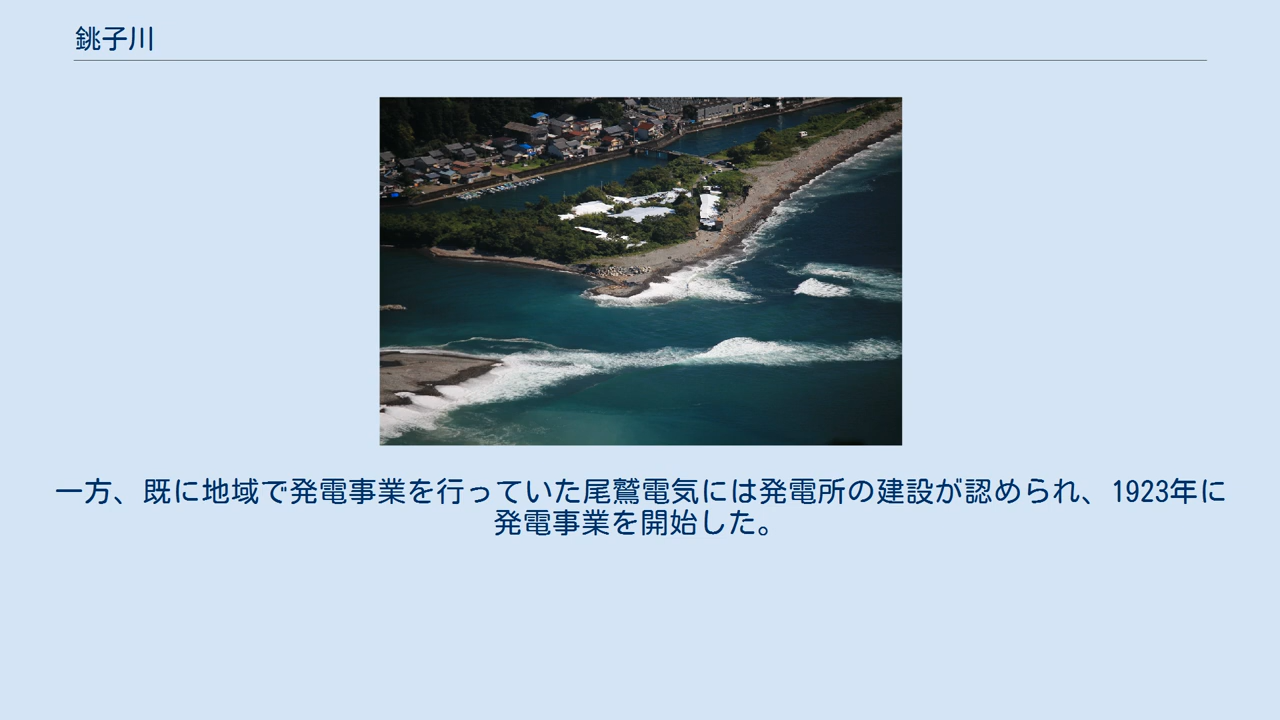 銚子川
一方、既に地域で発電事業を行っていた尾鷲電気には発電所の建設が認められ、1923年に
発電事業を開始した。